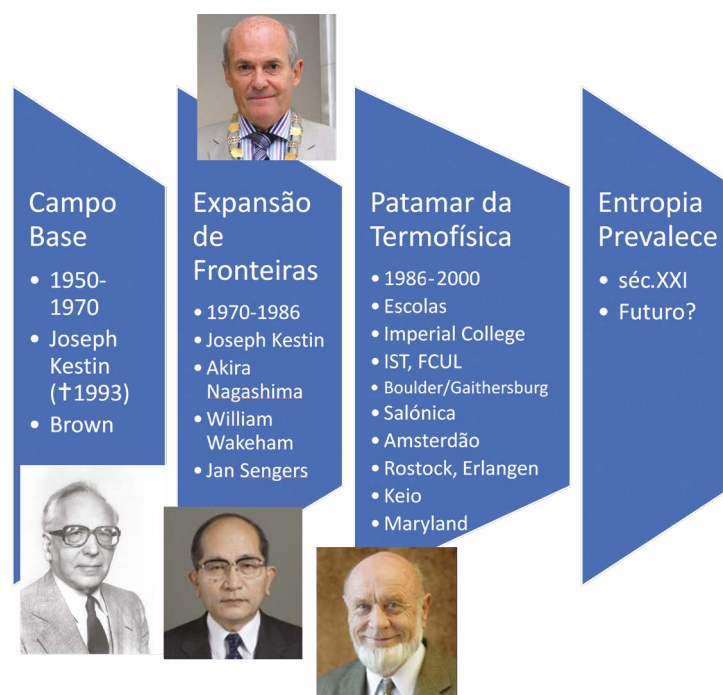 Campo
Base
• 1950-
1970
• Joseph
Kestin
(✝1993)
• Brown
Expansão
de
Fronteiras
• 1970-1986
• Joseph Kestin
• Akira
Nagashima
• William
Wakeham
• Jan Sengers
Patamar da
Termofísica
• 1986-2000
• Escolas
• Imperial College
• IST, FCUL
• Boulder/Gaithersburg
• Salónica
• Amsterdão
• Rostock, Erlangen
• Keio
• Maryland
Entropia
Prevalece
• séc.XXI
• Futuro?